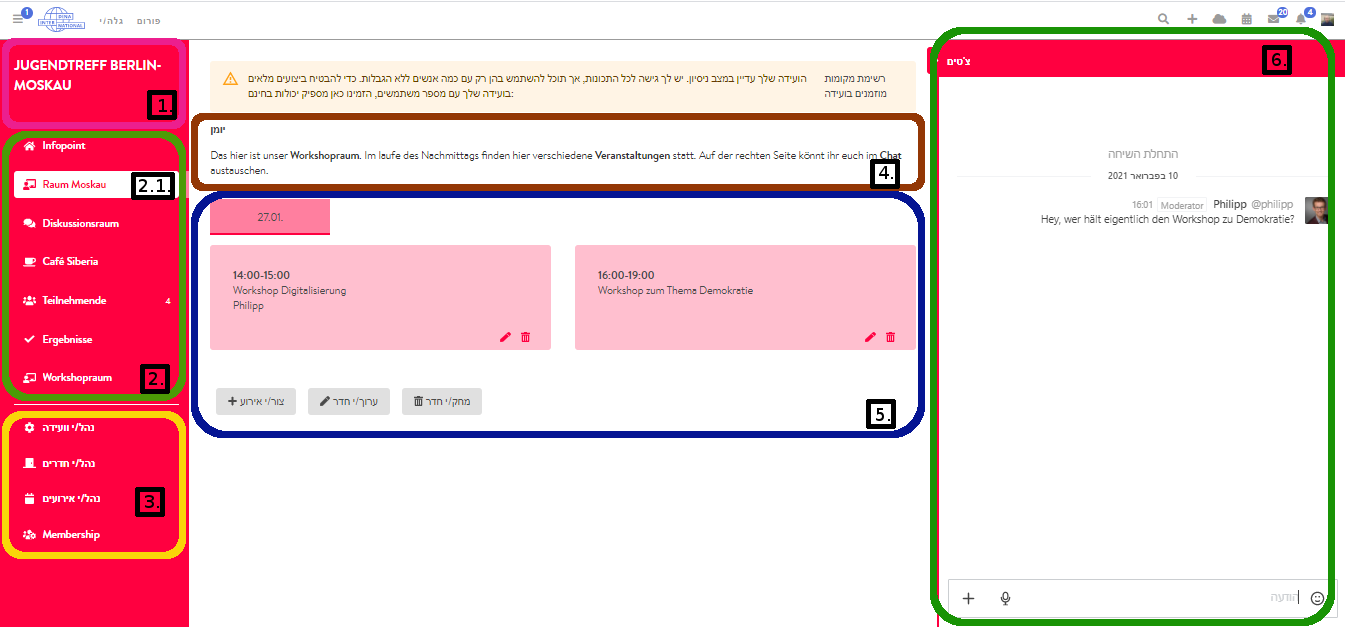 1
DINA
INTER NATIONAL
גלה/י
פורום
20
4
JUGENDTREFF BERLIN-
MOSKAU
1.
Infopoint
Raum Moskau
2.1.
Diskussionsraum
Café Siberia
Teilnehmende 4
Ergebnisse
Workshopraum
2.
נהל/י וועידה
נהל/י חדרים
נהל/י אירועים
3.
Membership
הועידה שלך עדיין במצב ניסיון. יש לך גישה לכל התכונות, אך תוכל להשתמש בהן רק עם כמה אנשים ללא הגבלות. כדי להבטיח ביצועים מלאים
בועידה שלך עם מספר משתמשים, הזמינו כאן מספיק יכולות בחינם:
רשימת מקומות
מוזמנים בועידה
יומן
Das hier ist unser Workshopraum. Im laufe des Nachmittags finden hier verschiedene Veranstaltungen statt. Auf der rechten Seite könnt ihr euch im Chat
austauschen.
4.
27.01.
14:00-15:00
Workshop Digitalisierung
Philipp
16:00-19:00
Workshop zum Thema Demokratie
צור/י אירוע
ערוך/י חדר
מחק/י חדר
5.
צ'טים
6.
התחלת השיחה
10 בפברואר 2021
16:01 Moderator Philipp @philipp
Hey, wer hält eigentlich den Workshop zu Demokratie?
הודעה